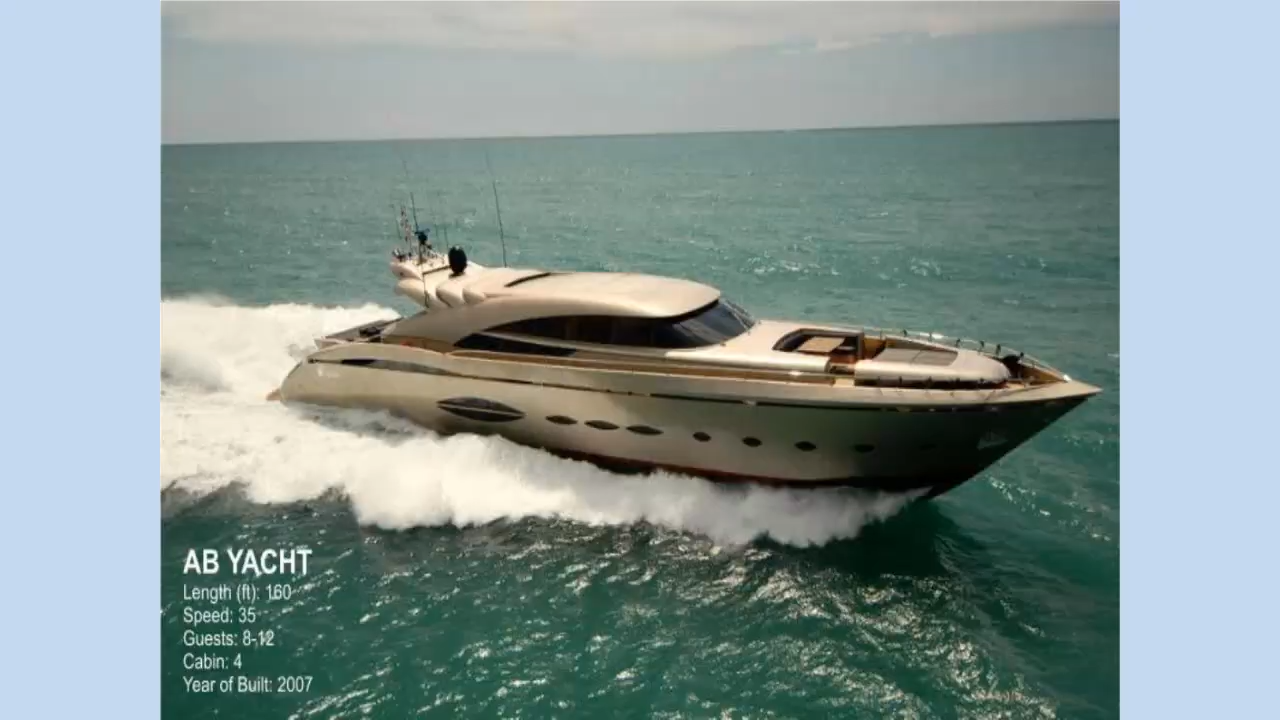 AB YACHT
Length (ft): 160
Speed: 35
Guests: 8-12
Cabin: 4
Year of Built: 2007